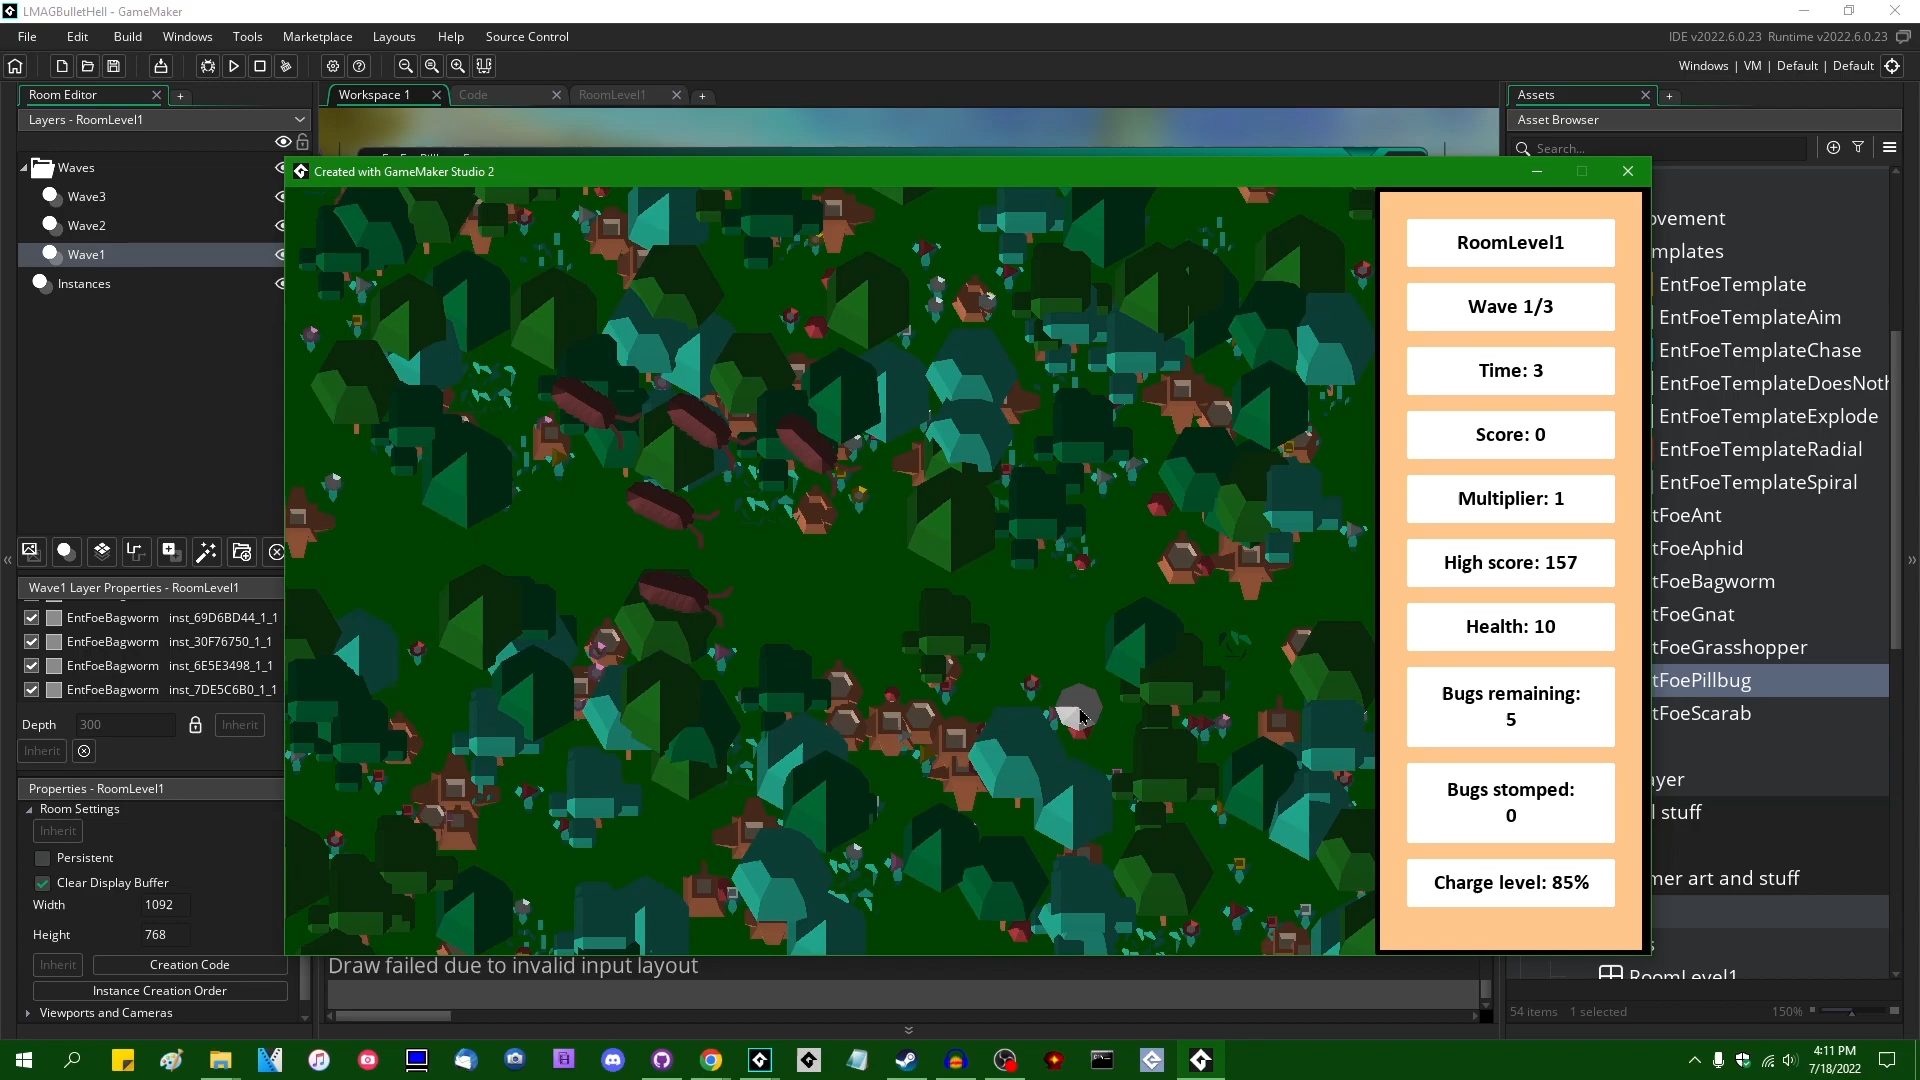 LMAGBulletHell - GameMaker
File Edit Build Windows Tools Marketplace Layouts Help Source Control
IDE v2022.6.0.23 Runtime v2022.6.0.23
Windows | VM | Default | Default
Room Editor
Workspace 1
Code
RoomLevel1
Assets
Layers - RoomLevel1
Asset Browser
Search...
Waves
Wave3
Wave2
Wave1
Instances
Created with GameMaker Studio 2
RoomLevel1
Wave 1/3
Time: 3
Score: 0
Multiplier: 1
High score: 157
Health: 10
Bugs remaining:
5
Bugs stomped:
0
Charge level: 85%
ovement
mplates
EntFoeTemplate
EntFoeTemplateAim
EntFoeTemplateChase
EntFoeTemplateDoesNoth
EntFoeTemplateExplode
EntFoeTemplateRadial
EntFoeTemplateSpiral
tFoeAnt
tFoeAphid
tFoeBagworm
tFoeGnat
tFoeGrasshopper
tFoePillbug
tFoeScarab
ayer
l stuff
ner art and stuff
s
RoomLevel1
54 items 1 selected
150%
Wave1 Layer Properties - RoomLevel1
EntFoeBagworm inst_69D6BD44_1_1
EntFoeBagworm inst_30F76750_1_1
EntFoeBagworm inst_6E5E3498_1_1
EntFoeBagworm inst_7DE5C6B0_1_1
Depth 300 Inherit
Inherit
Properties - RoomLevel1
Room Settings
Inherit
Persistent
Clear Display Buffer
Width 1092
Height 768
Inherit Creation Code
Instance Creation Order
Viewports and Cameras
Draw failed due to invalid input layout
4:11 PM
7/18/2022